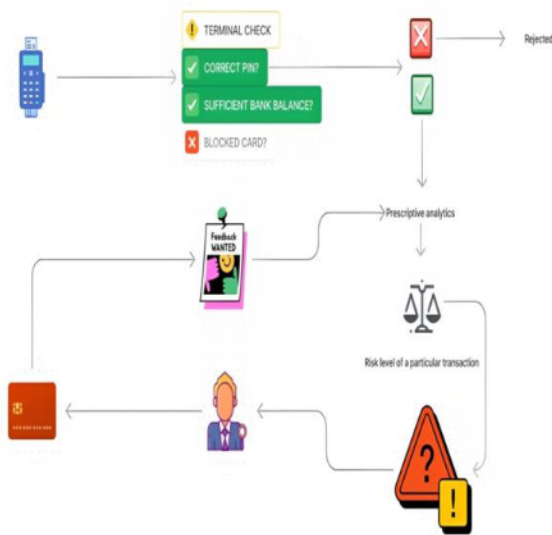 TERMINAL CHECK
CORRECT PIN?
SUFFICIENT BANK BALANCE?
BLOCKED CARD?
Rejected
Feedback
WANTED
Prescriptive analytics
Risk level of a particular transaction
?
!